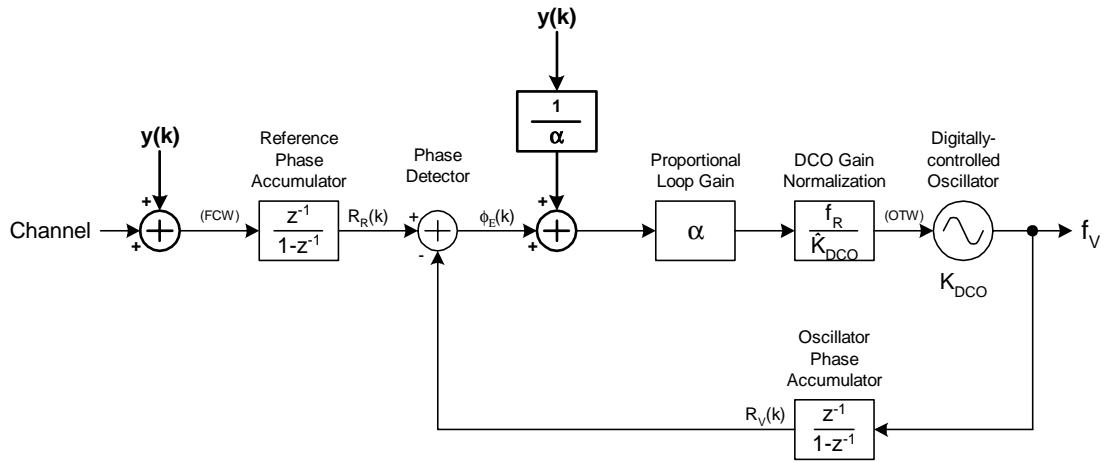 y(k)
1
α
y(k)
Reference
Phase
Accumulator
Phase
Detector
Proportional
Loop Gain
DCO Gain
Normalization
Digitally-
controlled
Oscillator
Channel
+
+
(FCW)
z⁻¹
1-z⁻¹
R_R(k)
+
-
ϕ_E(k)
+
+
α
f_R
K̂_DCO
(OTW)
K_DCO
f_V
Oscillator
Phase
Accumulator
R_V(k)
z⁻¹
1-z⁻¹